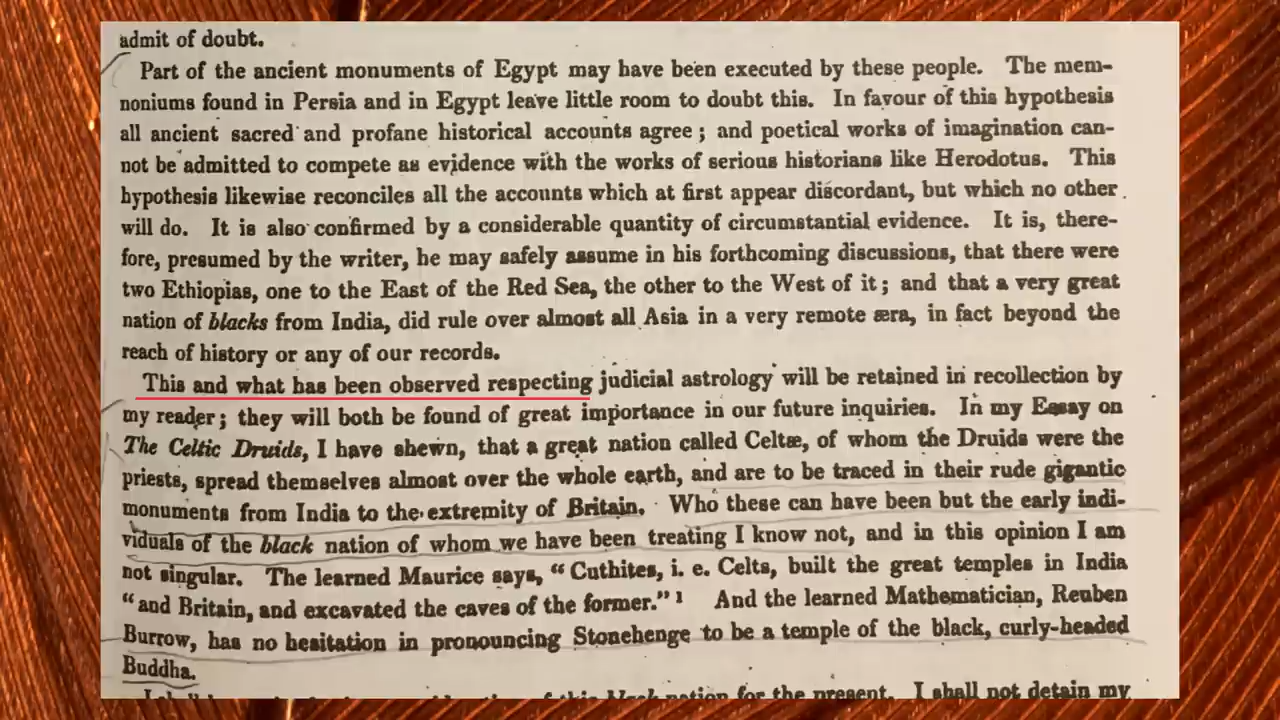 admit of doubt.
Part of the ancient monuments of Egypt may have been executed by these people. The mem-
noniums found in Persia and in Egypt leave little room to doubt this. In favour of this hypothesis
all ancient sacred and profane historical accounts agree; and poetical works of imagination can-
not be admitted to compete as evidence with the works of serious historians like Herodotus. This
hypothesis likewise reconciles all the accounts which at first appear discordant, but which no other
will do. It is also confirmed by a considerable quantity of circumstantial evidence. It is, there-
fore, presumed by the writer, he may safely assume in his forthcoming discussions, that there were
two Ethiopias, one to the East of the Red Sea, the other to the West of it; and that a very great
nation of blacks from India, did rule over almost all Asia in a very remote æra, in fact beyond the
reach of history or any of our records.
This and what has been observed respecting judicial astrology will be retained in recollection by
my reader; they will both be found of great importance in our future inquiries. In my Essay on
The Celtic Druids, I have shewn, that a great nation called Celtæ, of whom the Druids were the
priests, spread themselves almost over the whole earth, and are to be traced in their rude gigantic
monuments from India to the extremity of Britain. Who these can have been but the early indi-
viduals of the black nation of whom we have been treating I know not, and in this opinion I am
not singular. The learned Maurice says, "Cuthites, i. e. Celts, built the great temples in India
"and Britain, and excavated the caves of the former." 1 And the learned Mathematician, Reuben
Burrow, has no hesitation in pronouncing Stonehenge to be a temple of the black, curly-headed
Buddha.
nation for the present. I shall not detain my